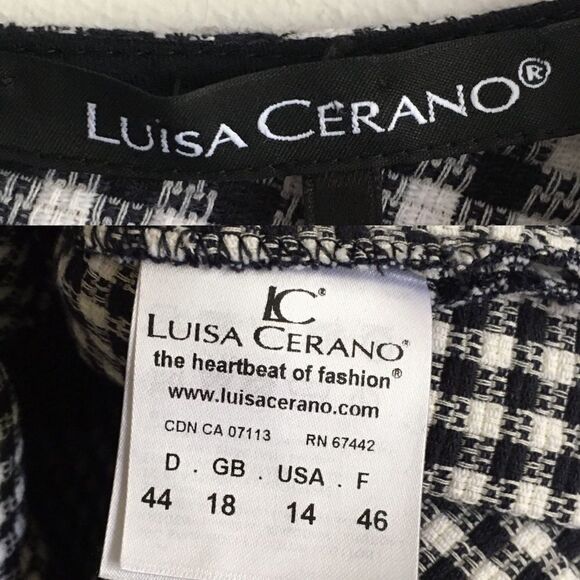 LUISA CERANO®
LC®
LUISA CERANO®
the heartbeat of fashion®
www.luisacerano.com
CDN CA 07113 RN 67442
D . GB . USA . F
44 18 14 46